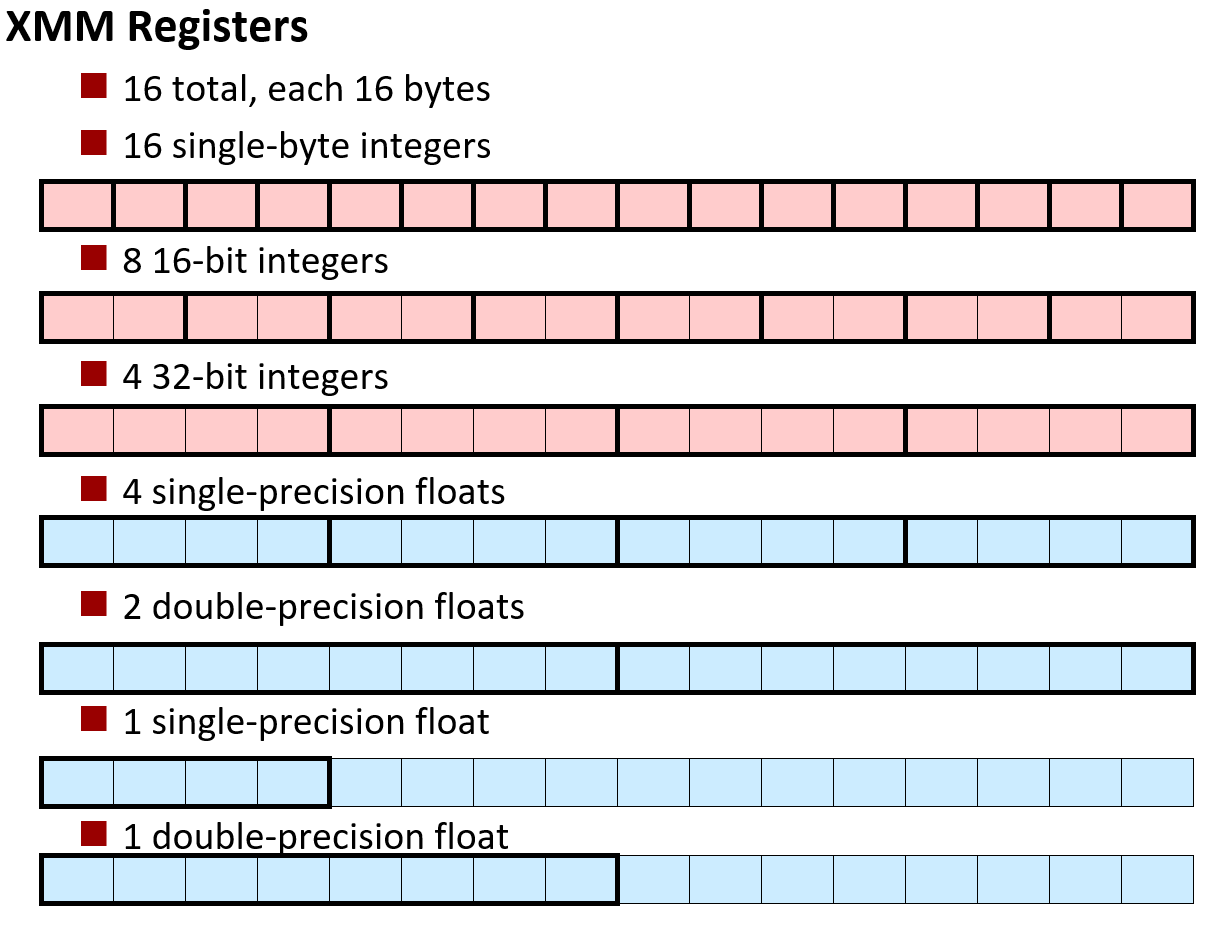 XMM Registers
16 total, each 16 bytes
16 single-byte integers
8 16-bit integers
4 32-bit integers
4 single-precision floats
2 double-precision floats
1 single-precision float
1 double-precision float